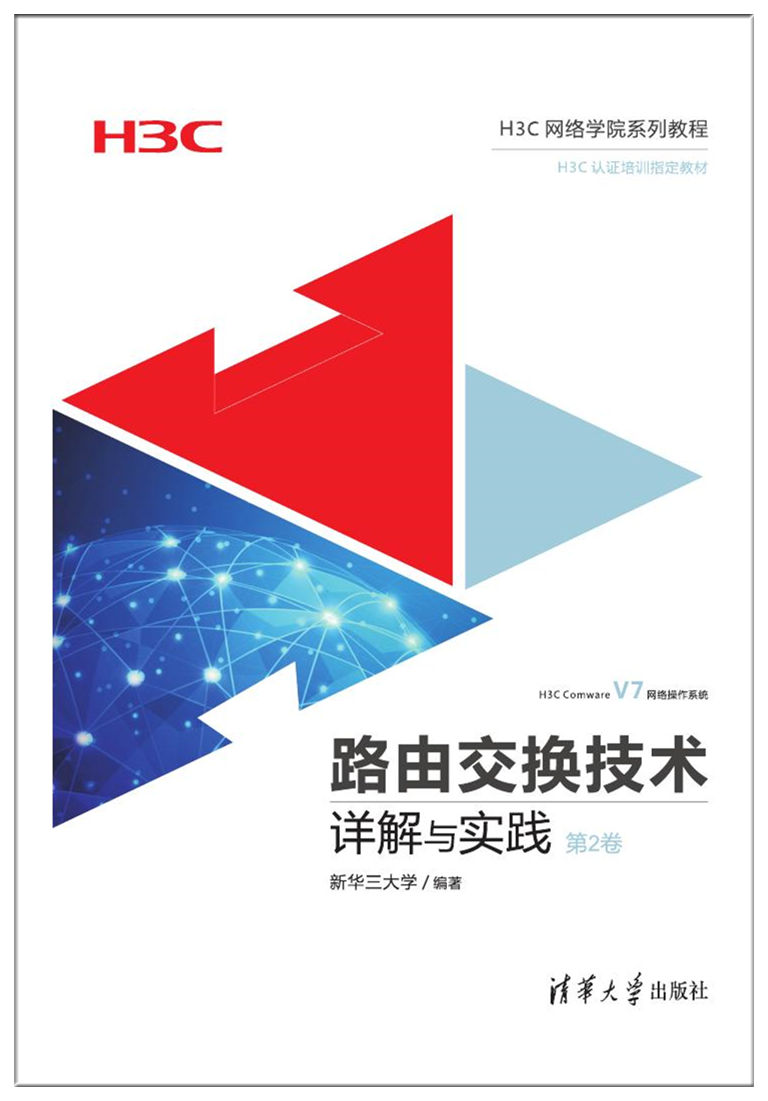 H3C
H3C 网络学院系列教程
H3C 认证培训指定教材
H3C Comware V7 网络操作系统
路由交换技术
详解与实践 第2卷
新华三大学 / 编著
清华大学出版社